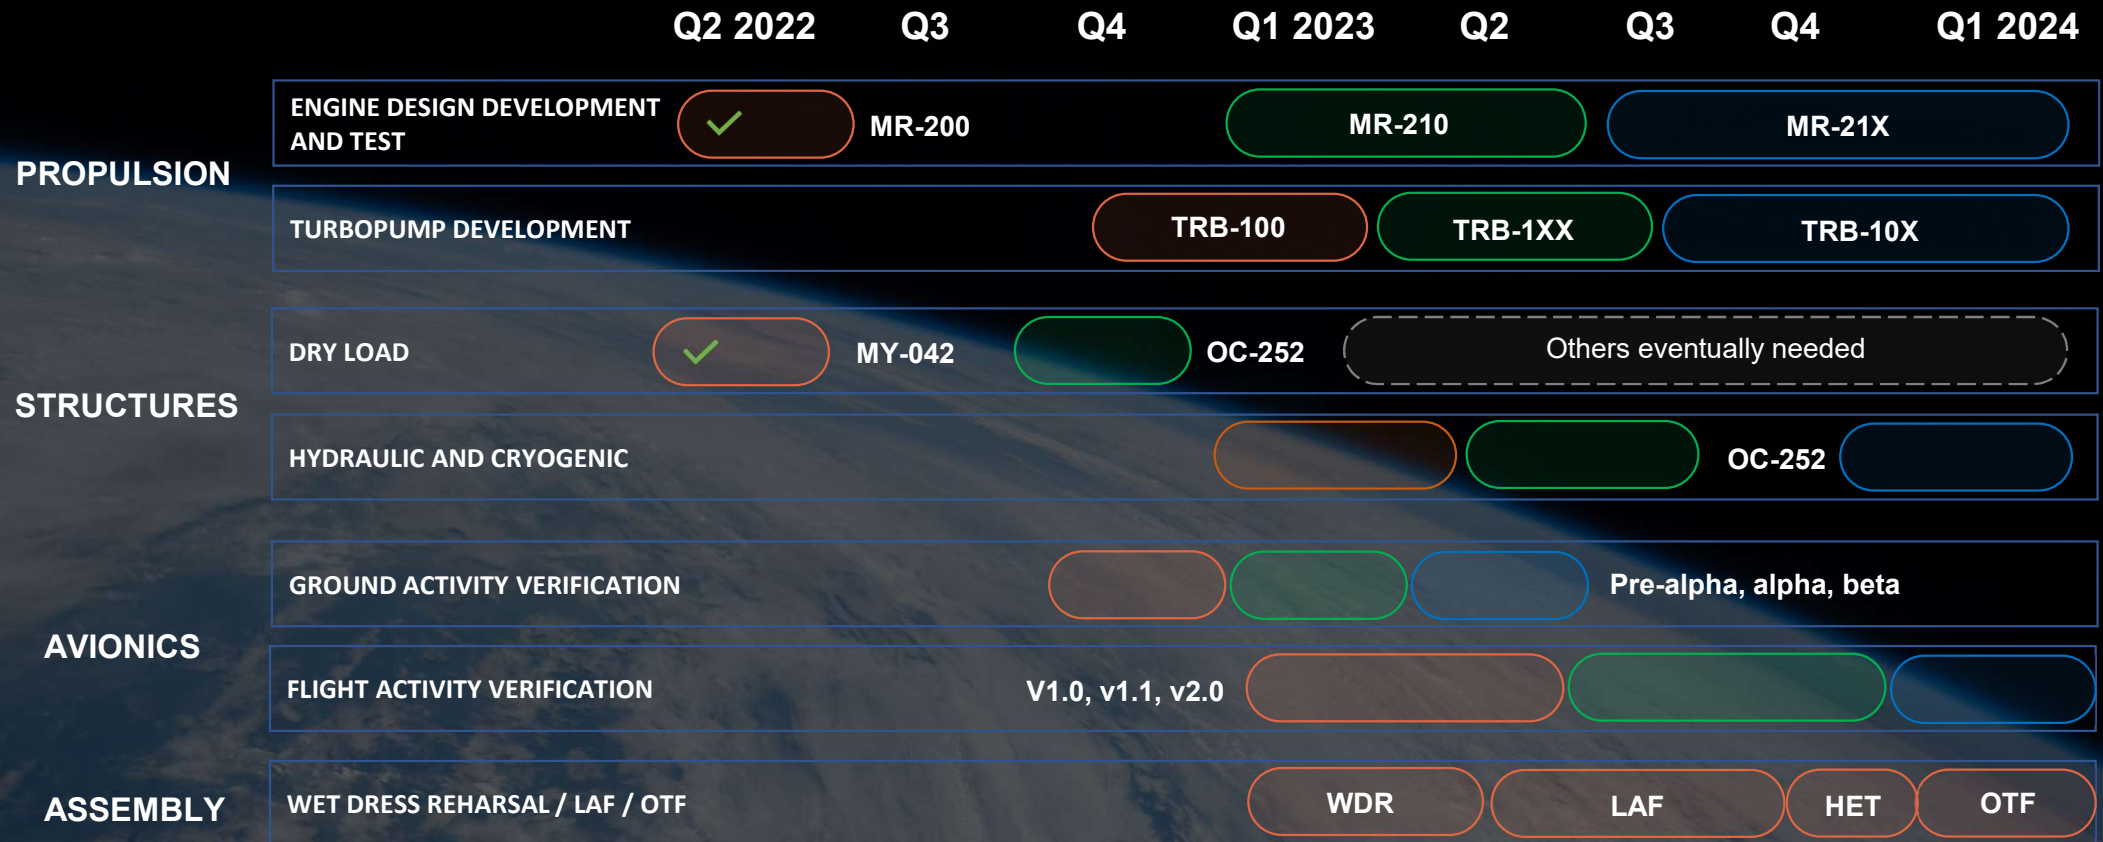 Q2 2022 Q3 Q4 Q1 2023 Q2 Q3 Q4 Q1 2024
PROPULSION
ENGINE DESIGN DEVELOPMENT
AND TEST
MR-200 MR-210 MR-21X
TURBOPUMP DEVELOPMENT TRB-100 TRB-1XX TRB-10X
STRUCTURES
DRY LOAD MY-042 OC-252 Others eventually needed
HYDRAULIC AND CRYOGENIC OC-252
AVIONICS
GROUND ACTIVITY VERIFICATION Pre-alpha, alpha, beta
FLIGHT ACTIVITY VERIFICATION V1.0, v1.1, v2.0
ASSEMBLY
WET DRESS REHARSAL / LAF / OTF WDR LAF HET OTF